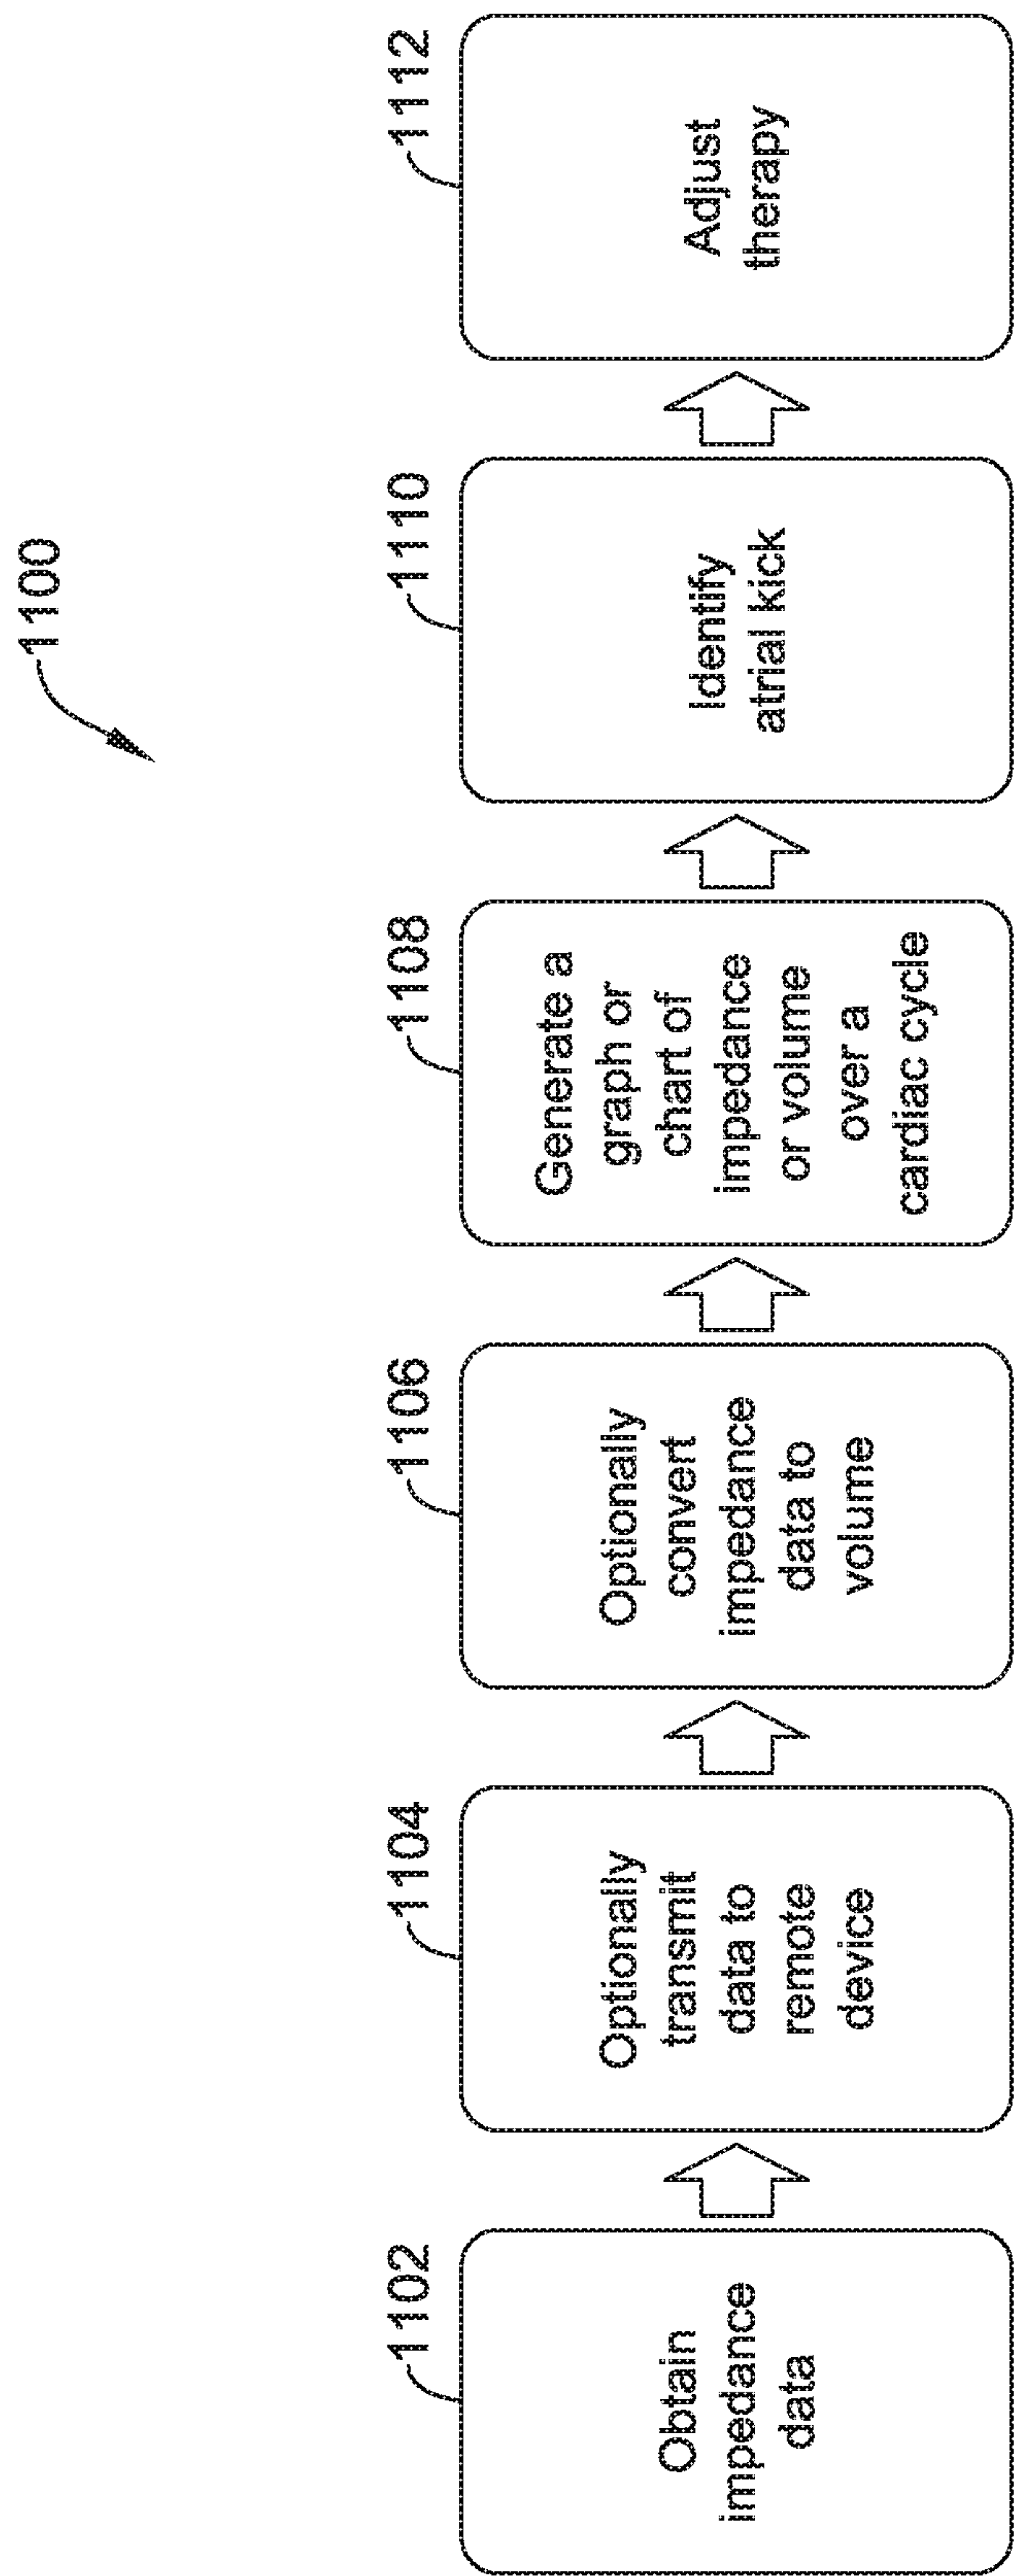 1100
1102
Obtain
impedance
data
1104
Optionally
transmit
data to
remote
device
1106
Optionally
convert
impedance
data to
volume
1108
Generate a
graph or
chart of
impedance
or volume
over a
cardiac cycle
1110
Identify
atrial kick
1112
Adjust
therapy